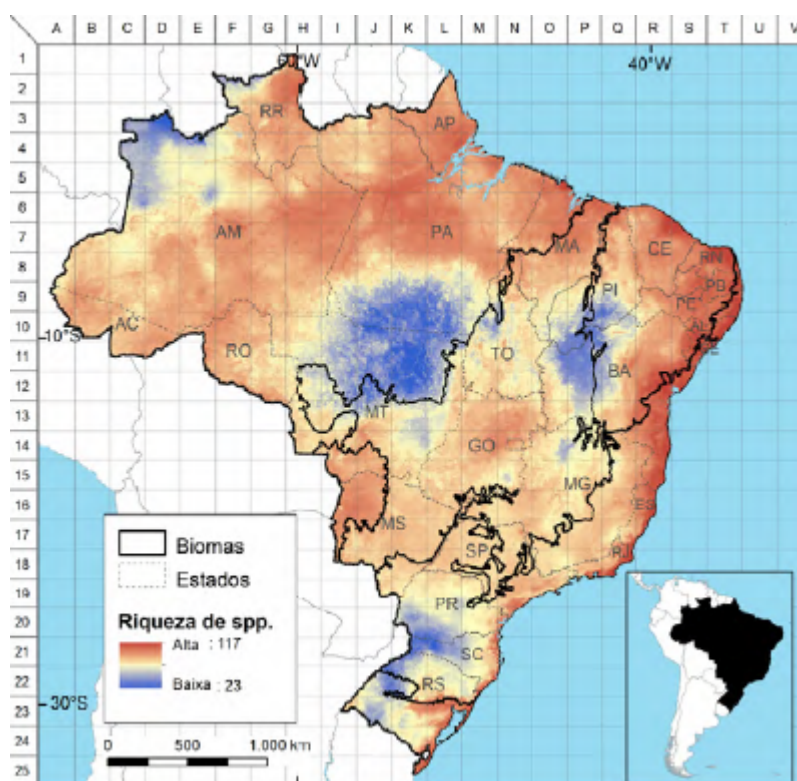 A B C D E F G H I J K L M N O P Q R S T U V
60°W
40°W
1
2
3
4
5
6
7
8
9
10
11
12
13
14
15
16
17
18
19
20
21
22
23
24
25
RR
AP
AM
PA
MA
CE
RN
PB
PI
PE
AL
SE
AC
10°S
RO
TO
BA
MT
GO
MG
ES
MS
SP
RJ
PR
SC
RS
30°S
Biomas
Estados
Riqueza de spp.
Alta : 117
Baixa : 23
0 500 1.000 km